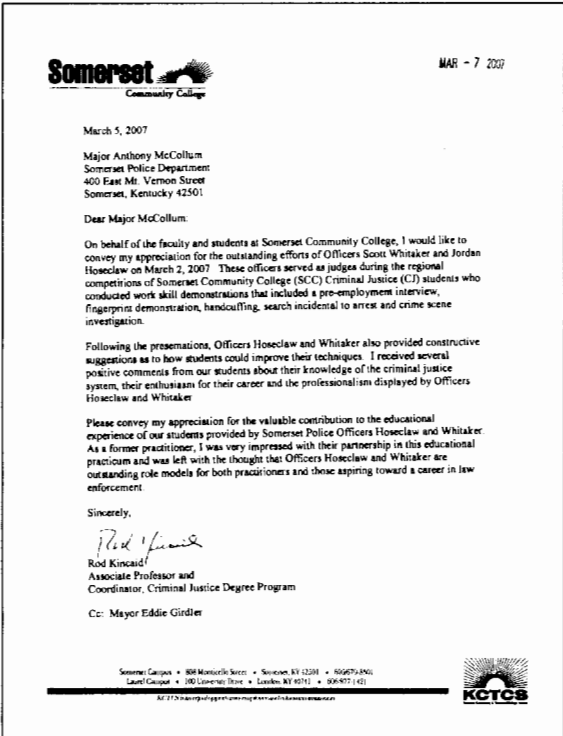 Somerset
Community College
MAR - 7 2007
March 5, 2007
Major Anthony McCollum
Somerset Police Department
400 East Mt. Vernon Street
Somerset, Kentucky 42501
Dear Major McCollum:
On behalf of the faculty and students at Somerset Community College, I would like to
convey my appreciation for the outstanding efforts of Officers Scott Whitaker and Jordan
Hoseclaw on March 2, 2007 These officers served as judges during the regional
competitions of Somerset Community College (SCC) Criminal Justice (CJ) students who
conducted work skill demonstrations that included a pre-employment interview,
fingerprint demonstration, handcuffing, search incidental to arrest and crime scene
investigation.
Following the presentations, Officers Hoseclaw and Whitaker also provided constructive
suggestions as to how students could improve their techniques. I received several
positive comments from our students about their knowledge of the criminal justice
system, their enthusiasm for their career and the professionalism displayed by Officers
Hoseclaw and Whitaker
Please convey my appreciation for the valuable contribution to the educational
experience of our students provided by Somerset Police Officers Hoseclaw and Whitaker.
As a former practitioner, I was very impressed with their partnership in this educational
practicum and was left with the thought that Officers Hoseclaw and Whitaker are
outstanding role models for both practitioners and those aspiring toward a career in law
enforcement
Sincerely,
Rod Kincaid
Rod Kincaid
Associate Professor and
Coordinator, Criminal Justice Degree Program
Cc: Mayor Eddie Girdler
Somerset Campus • 808 Monticello Street • Somerset, KY 42501 •
Laurel Campus • 100 University Drive • London, KY 40741 •
KCTCS